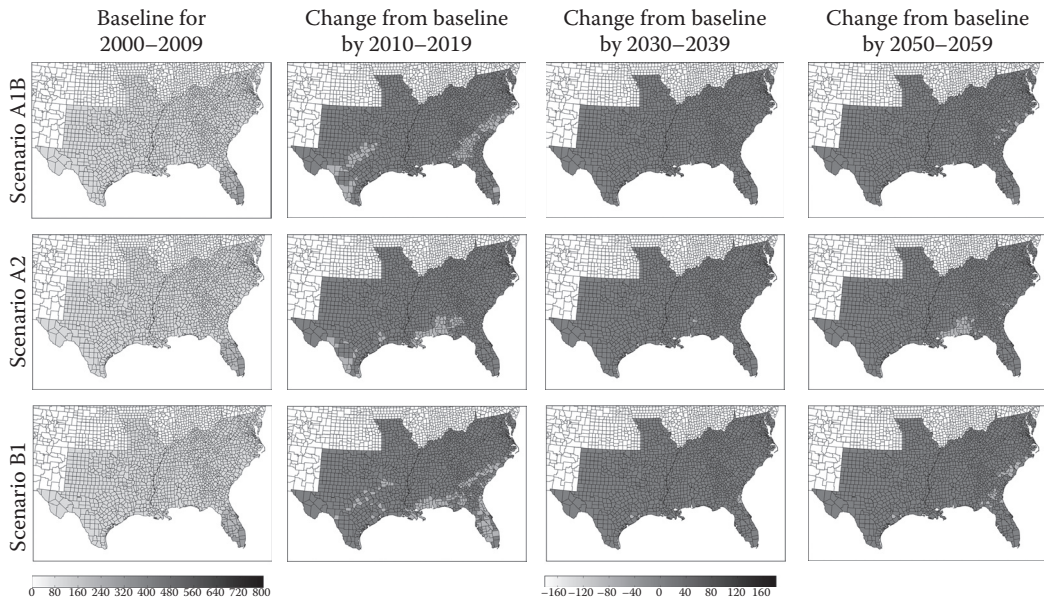 Baseline for
2000–2009
Change from baseline
by 2010–2019
Change from baseline
by 2030–2039
Change from baseline
by 2050–2059
Scenario A1B
Scenario A2
Scenario B1
0 80 160 240 320 400 480 560 640 720 800
−160 −120 −80 −40 0 40 80 120 160